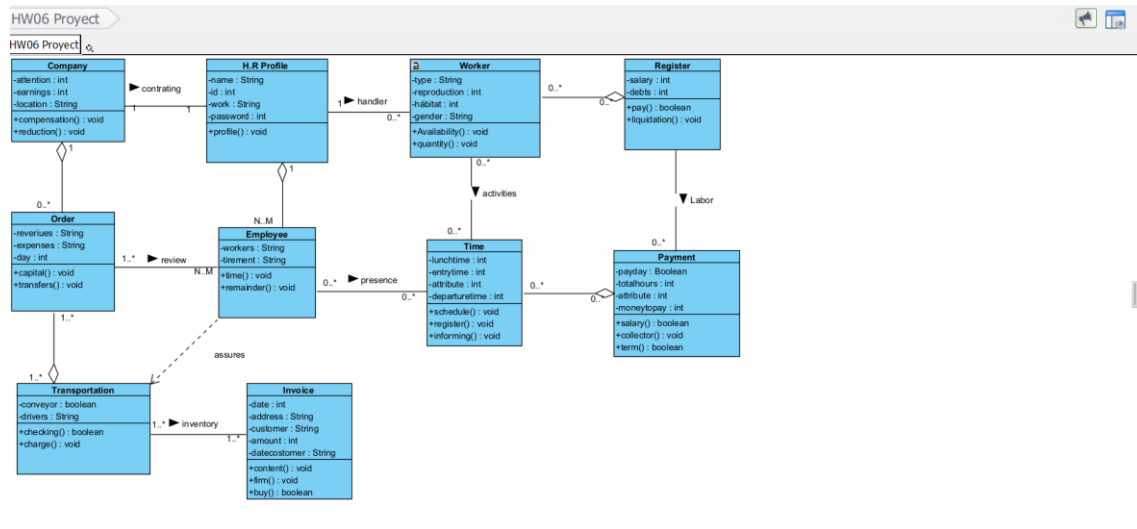 HW06 Proyect
HW06 Proyect
Company
-attention : int
-earnings : int
-location : String
+compensation() : void
+reduction() : void
contrating
1
1
H.R Profile
-name : String
-id : int
-work : String
-password : int
+profile() : void
1
handler
0..*
Worker
-type : String
-reproduction : int
-hábitat : int
-gender : String
+Availability() : void
+quantity() : void
0..*
0..*
Register
-salary : int
-debts : int
+pay() : boolean
+liquidation() : void
1
0..*
1
N..M
0..*
activities
0..*
Labor
0..*
Order
-reveriues : String
-expenses : String
-day : int
+capital() : void
+transfers() : void
1..*
review
N..M
Employee
-workers : String
-tirement : String
+time() : void
+remainder() : void
0..*
presence
0..*
Time
-lunchtime : int
-entrytime : int
-attribute : int
-departuretime : int
+schedule() : void
+register() : void
+informing() : void
0..*
0..*
Payment
-payday : Boolean
-totalhours : int
-attribute : int
-moneytopay : int
+salary() : boolean
+collector() : void
+term() : boolean
1..*
1..*
assures
Transportation
-conveyor : boolean
-drivers : String
+checking() : boolean
+charge() : void
1..*
inventory
1..*
Invoice
-date : int
-address : String
-customer : String
-amount : int
-datecostomer : String
+content() : void
+firm() : void
+buy() : boolean